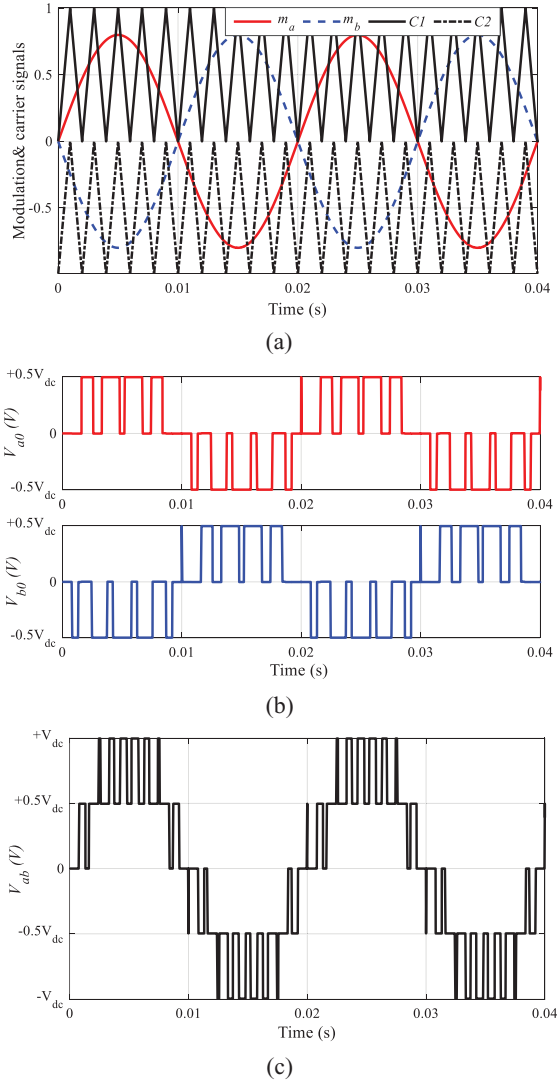 m_a m_b C1 C2
1
0.5
0
-0.5
Modulation& carrier signals
0 0.01 0.02 0.03 0.04
Time (s)
(a)
+0.5V_dc
0
-0.5V_dc
V_a0 (V)
0 0.01 0.02 0.03 0.04
+0.5V_dc
0
-0.5V_dc
V_b0 (V)
0 0.01 0.02 0.03 0.04
Time (s)
(b)
+V_dc
+0.5V_dc
0
-0.5V_dc
-V_dc
V_ab (V)
0 0.01 0.02 0.03 0.04
Time (s)
(c)